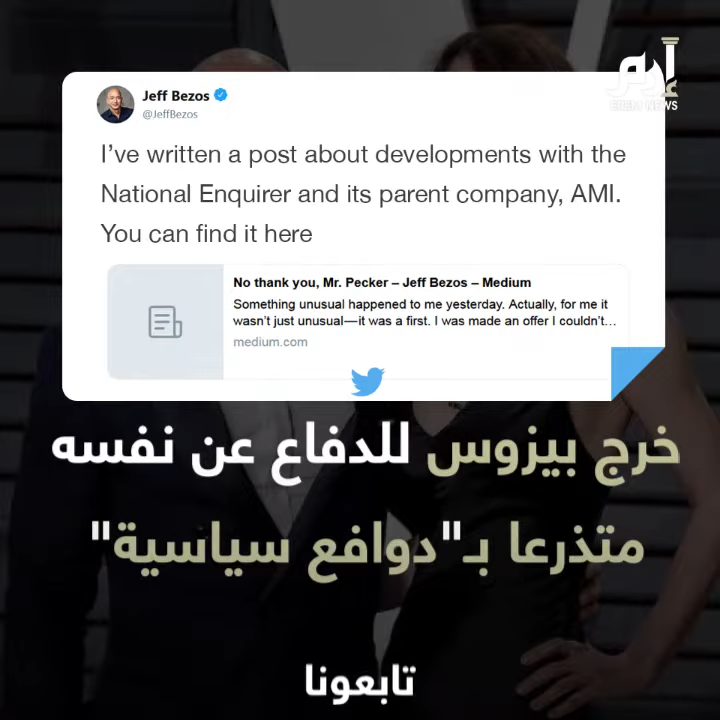 إرم
EREM NEWS
Jeff Bezos
@JeffBezos
I've written a post about developments with the
National Enquirer and its parent company, AMI.
You can find it here
No thank you, Mr. Pecker – Jeff Bezos – Medium
Something unusual happened to me yesterday. Actually, for me it
wasn't just unusual—it was a first. I was made an offer I couldn't...
medium.com
خرج بيزوس للدفاع عن نفسه
متذرعا بـ"دوافع سياسية"
تابعونا